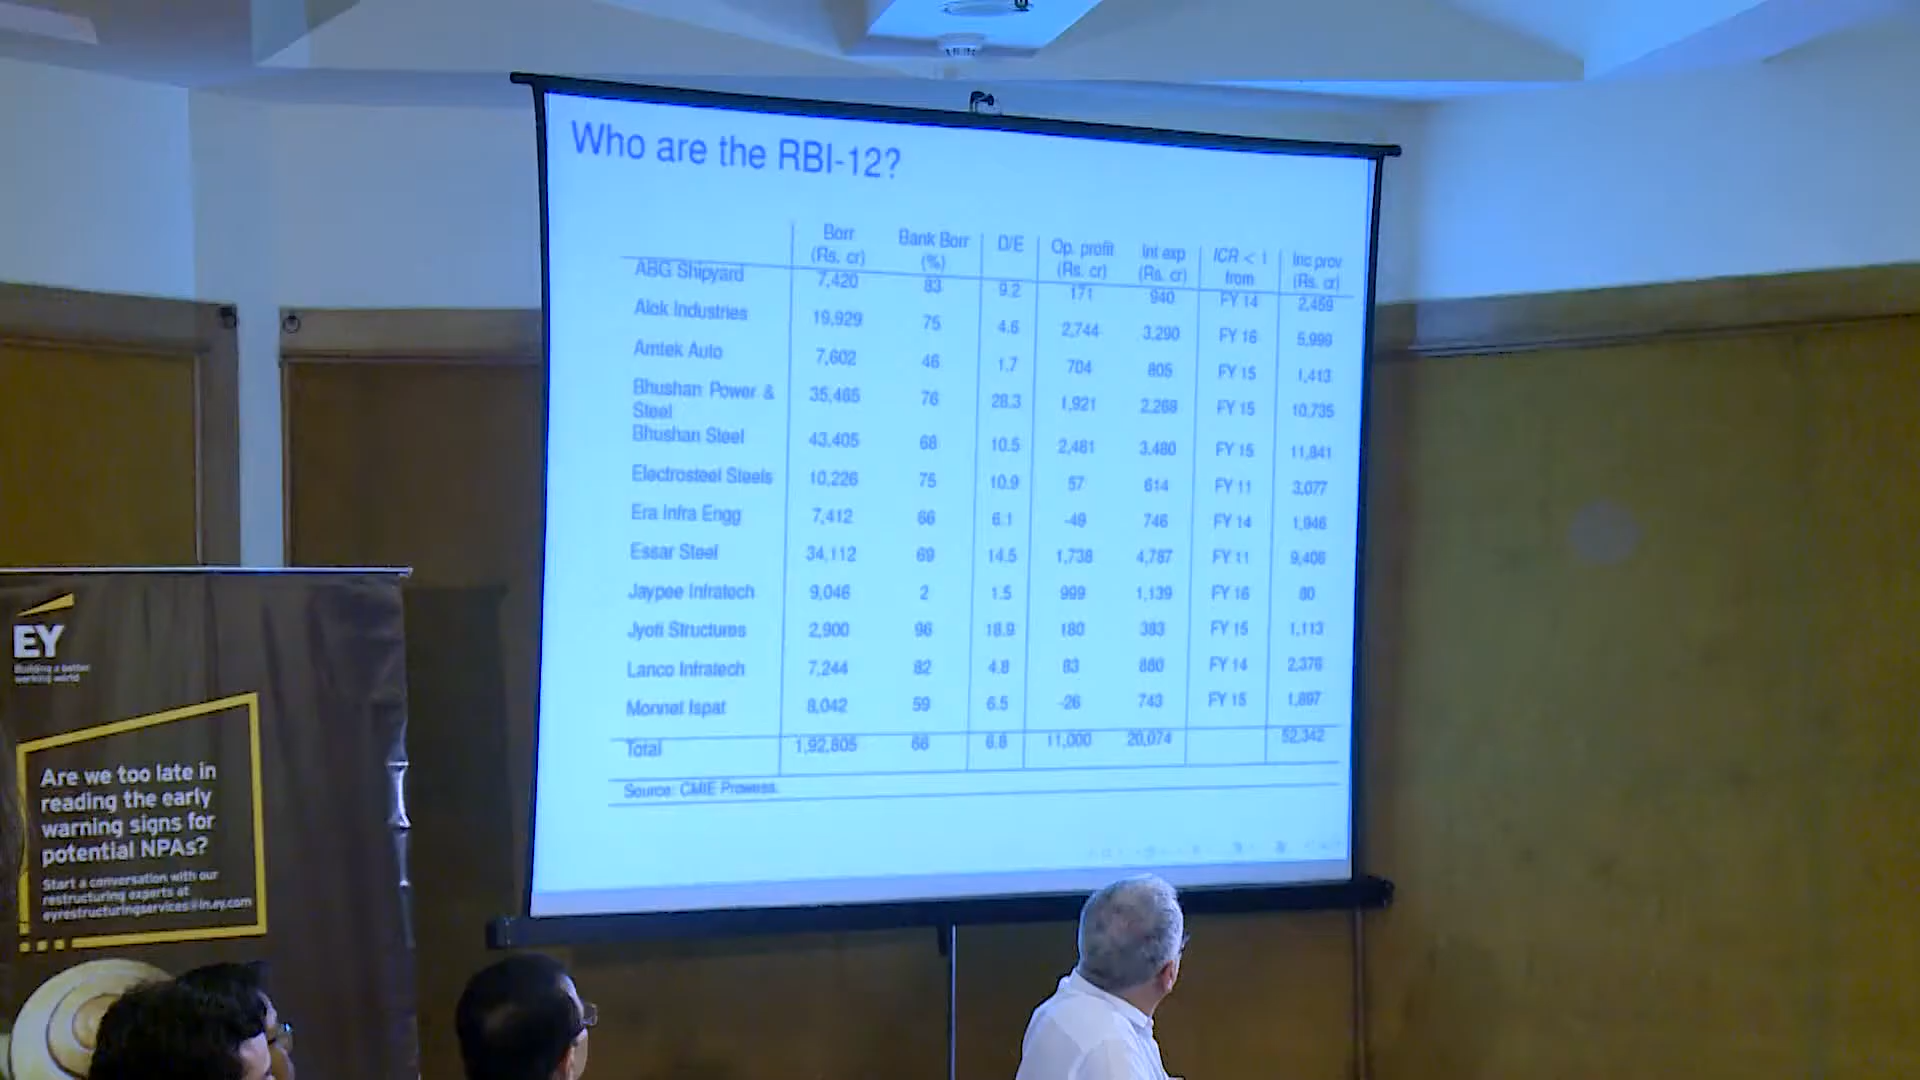 Who are the RBI-12?
Borr (Rs. cr) Bank Borr (%) D/E Op. profit (Rs. cr) Int exp (Rs. cr) ICR < 1 from Inc prov (Rs. cr)
ABG Shipyard 7,420 83 9.2 171 940 FY 14 2,459
Alok Industries 19,929 75 4.6 2,744 3,290 FY 16 5,999
Amtek Auto 7,602 46 1.7 704 805 FY 15 1,413
Bhushan Power & Steel 35,465 76 28.3 1,921 2,268 FY 15 10,735
Bhushan Steel 43,405 68 10.5 2,481 3,480 FY 15 11,841
Electrosteel Steels 10,226 75 10.9 57 614 FY 11 3,077
Era Infra Engg 7,412 66 6.1 -49 746 FY 14 1,946
Essar Steel 34,112 69 14.5 1,738 4,787 FY 11 9,406
Jaypee Infratech 9,046 2 1.5 999 1,139 FY 16 80
Jyoti Structures 2,900 96 18.9 180 383 FY 15 1,113
Lanco Infratech 7,244 82 4.8 83 880 FY 14 2,376
Monnet Ispat 8,042 59 6.5 -26 743 FY 15 1,897
Total 1,92,805 68 6.8 11,000 20,074 52,342
Source: CMIE Prowess.
EY
Building a better
working world
Are we too late in
reading the early
warning signs for
potential NPAs?
Start a conversation with our
restructuring experts at
eyrestructuringservices@in.ey.com